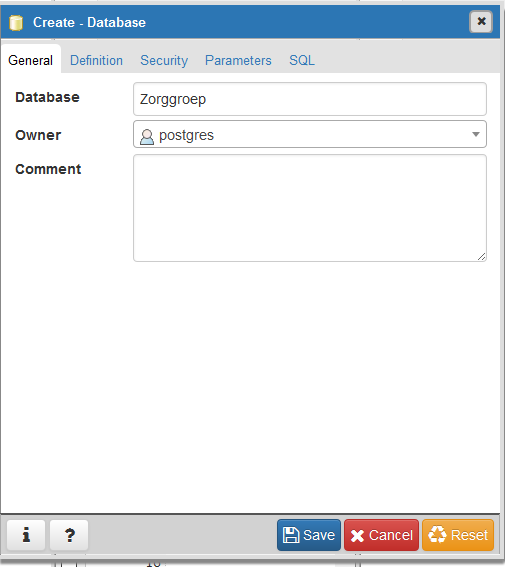 Create - Database
General Definition Security Parameters SQL
Database Zorggroep
Owner postgres
Comment
i ? Save Cancel Reset